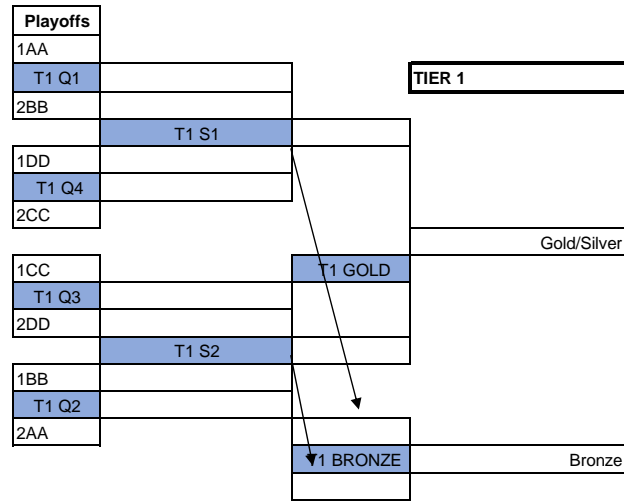 Playoffs
1AA
T1 Q1
TIER 1
2BB
T1 S1
1DD
T1 Q4
2CC
Gold/Silver
1CC
T1 GOLD
T1 Q3
2DD
T1 S2
1BB
T1 Q2
2AA
T1 BRONZE
Bronze